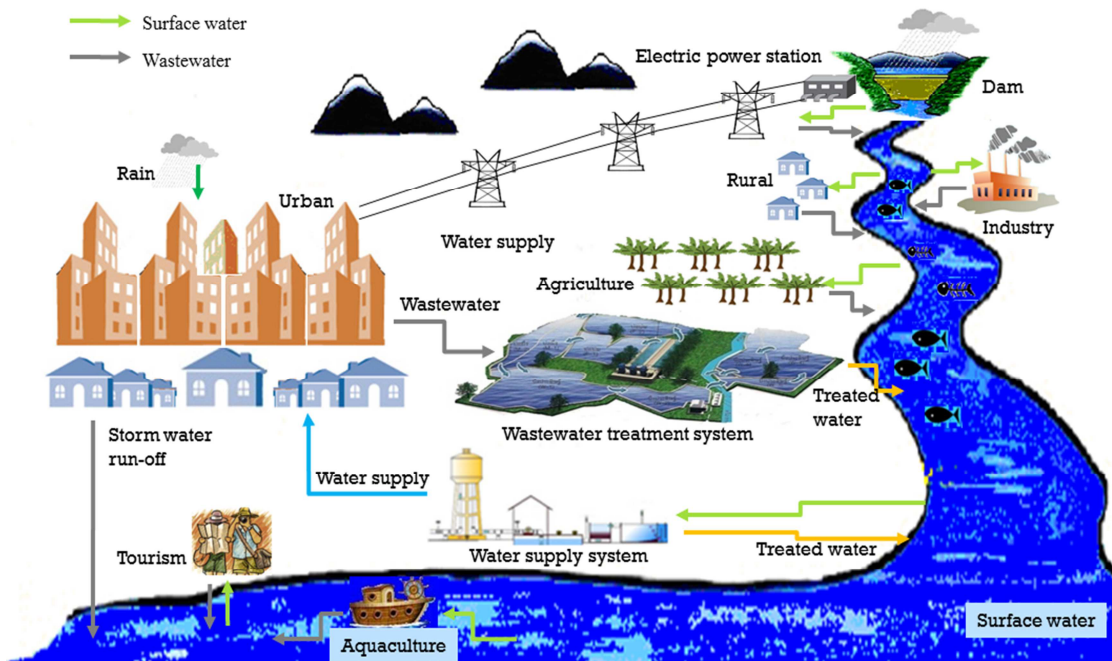 Surface water
Wastewater
Electric power station
Dam
Rain
Urban
Rural
Industry
Water supply
Agriculture
Wastewater
Treated
water
Wastewater treatment system
Storm water
run-off
Water supply
Tourism
Water supply system
Treated water
Surface water
Aquaculture